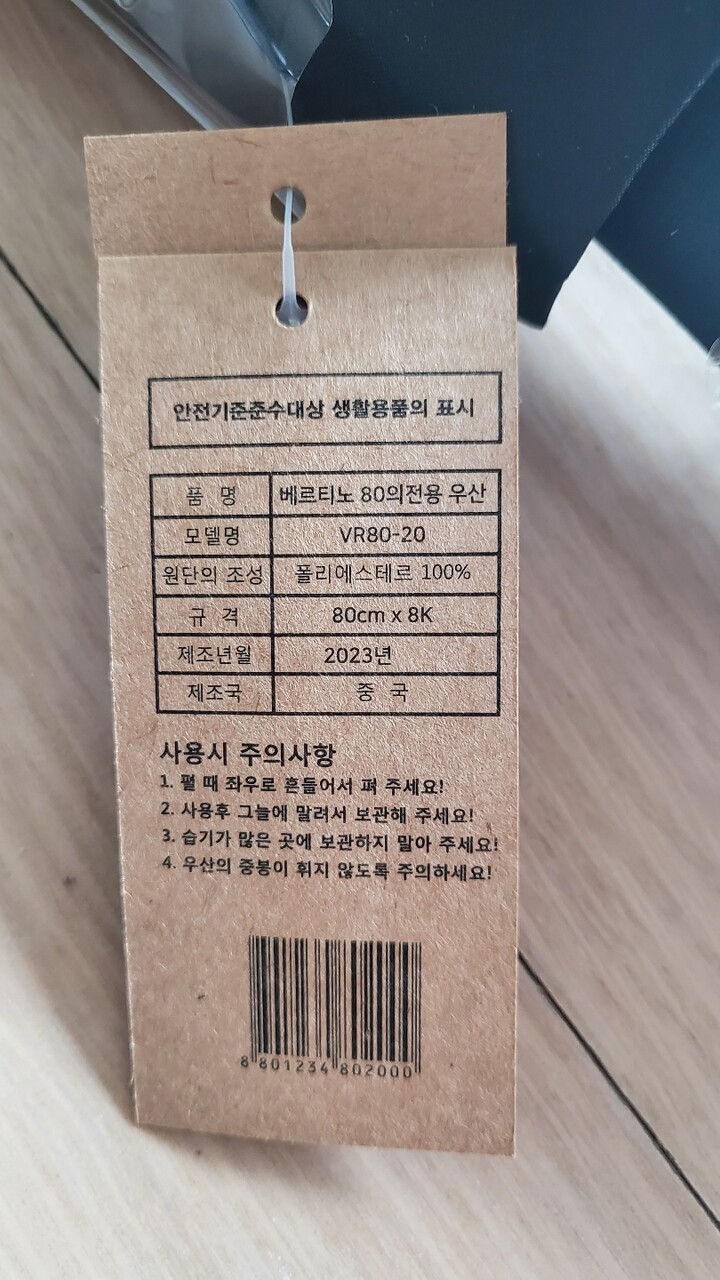 안전기준준수대상 생활용품의 표시
품 명 베르티노 80의전용 우산
모델명 VR80-20
원단의 조성 폴리에스테르 100%
규 격 80cm x 8K
제조년월 2023년
제조국 중 국
사용시 주의사항
1. 펼 때 좌우로 흔들어서 펴 주세요!
2. 사용후 그늘에 말려서 보관해 주세요!
3. 습기가 많은 곳에 보관하지 말아 주세요!
4. 우산의 중봉이 휘지 않도록 주의하세요!
8 801234 802000